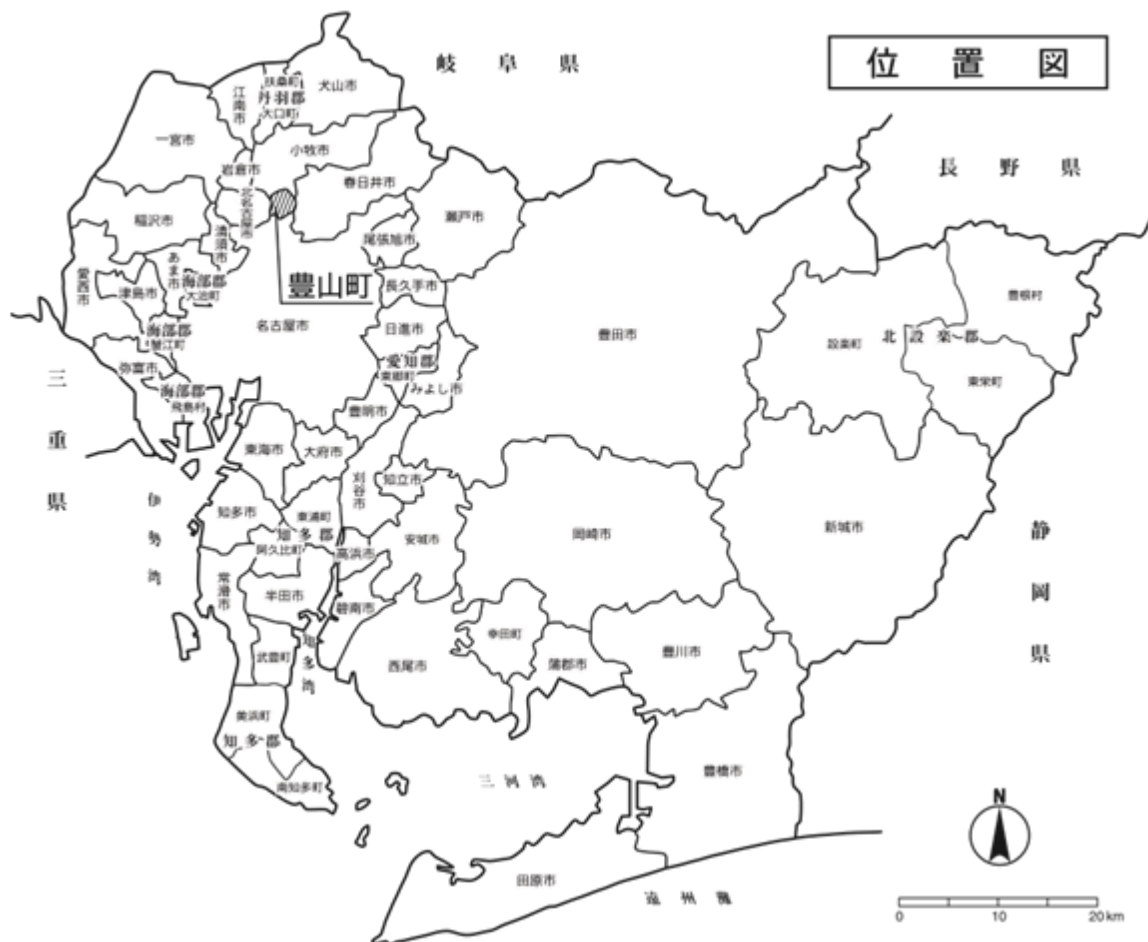 位置図
岐阜県
長野県
静岡県
三重県
伊勢湾
知多湾
三河湾
遠州灘
扶桑町
丹羽郡
大口町
犬山市
江南市
一宮市
小牧市
岩倉市
北名古屋市
春日井市
瀬戸市
稲沢市
清須市
尾張旭市
あま市
海部郡
大治町
豊山町
長久手市
愛西市
津島市
名古屋市
日進市
豊田市
設楽町
北設楽郡
豊根村
東栄町
海部郡
蟹江町
愛知郡
東郷町
みよし市
弥富市
海部郡
飛島村
豊明市
東海市
大府市
刈谷市
知立市
知多市
東浦町
知多郡
阿久比町
高浜市
安城市
岡崎市
新城市
常滑市
半田市
碧南市
武豊町
西尾市
幸田町
蒲郡市
豊川市
美浜町
知多郡
南知多町
豊橋市
田原市
N
0 10 20km